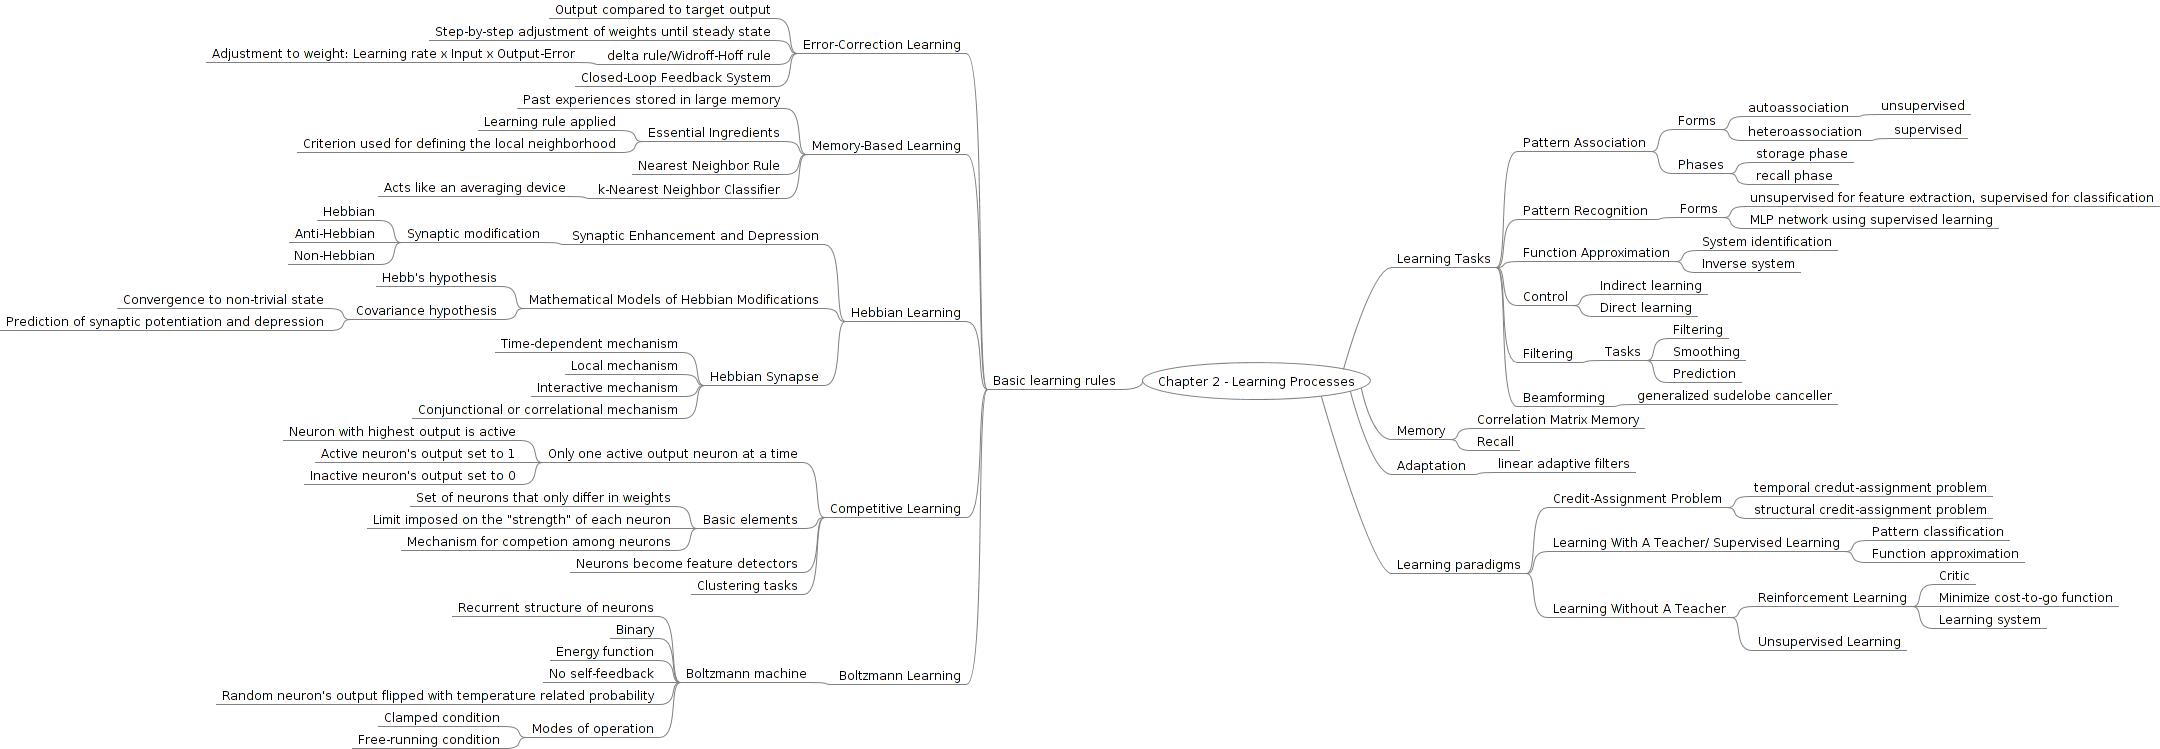 Chapter 2 - Learning Processes
Basic learning rules
Error-Correction Learning
Output compared to target output
Step-by-step adjustment of weights until steady state
delta rule/Widroff-Hoff rule
Adjustment to weight: Learning rate x Input x Output-Error
Closed-Loop Feedback System
Memory-Based Learning
Past experiences stored in large memory
Essential Ingredients
Learning rule applied
Criterion used for defining the local neighborhood
Nearest Neighbor Rule
k-Nearest Neighbor Classifier
Acts like an averaging device
Hebbian Learning
Synaptic Enhancement and Depression
Synaptic modification
Hebbian
Anti-Hebbian
Non-Hebbian
Mathematical Models of Hebbian Modifications
Hebb's hypothesis
Covariance hypothesis
Convergence to non-trivial state
Prediction of synaptic potentiation and depression
Hebbian Synapse
Time-dependent mechanism
Local mechanism
Interactive mechanism
Conjunctional or correlational mechanism
Competitive Learning
Only one active output neuron at a time
Neuron with highest output is active
Active neuron's output set to 1
Inactive neuron's output set to 0
Basic elements
Set of neurons that only differ in weights
Limit imposed on the "strength" of each neuron
Mechanism for competion among neurons
Neurons become feature detectors
Clustering tasks
Boltzmann Learning
Boltzmann machine
Recurrent structure of neurons
Binary
Energy function
No self-feedback
Random neuron's output flipped with temperature related probability
Modes of operation
Clamped condition
Free-running condition
Learning Tasks
Pattern Association
Forms
autoassociation
unsupervised
heteroassociation
supervised
Phases
storage phase
recall phase
Pattern Recognition
Forms
unsupervised for feature extraction, supervised for classification
MLP network using supervised learning
Function Approximation
System identification
Inverse system
Control
Indirect learning
Direct learning
Filtering
Tasks
Filtering
Smoothing
Prediction
Beamforming
generalized sudelobe canceller
Memory
Correlation Matrix Memory
Recall
Adaptation
linear adaptive filters
Learning paradigms
Credit-Assignment Problem
temporal credut-assignment problem
structural credit-assignment problem
Learning With A Teacher/ Supervised Learning
Pattern classification
Function approximation
Learning Without A Teacher
Reinforcement Learning
Critic
Minimize cost-to-go function
Learning system
Unsupervised Learning